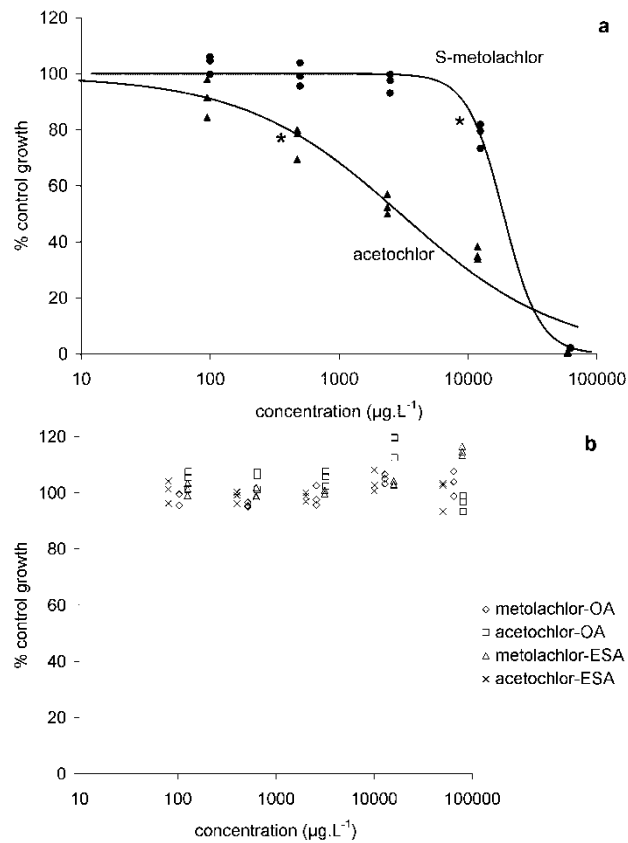 120
a
100
S-metolachlor
80
*
*
% control growth
60
40
acetochlor
20
0
10
100
1000
10000
100000
concentration (µg.L-1)
120
b
100
80
% control growth
60
40
20
0
metolachlor-OA
acetochlor-OA
metolachlor-ESA
acetochlor-ESA
10
100
1000
10000
100000
concentration (µg.L-1)